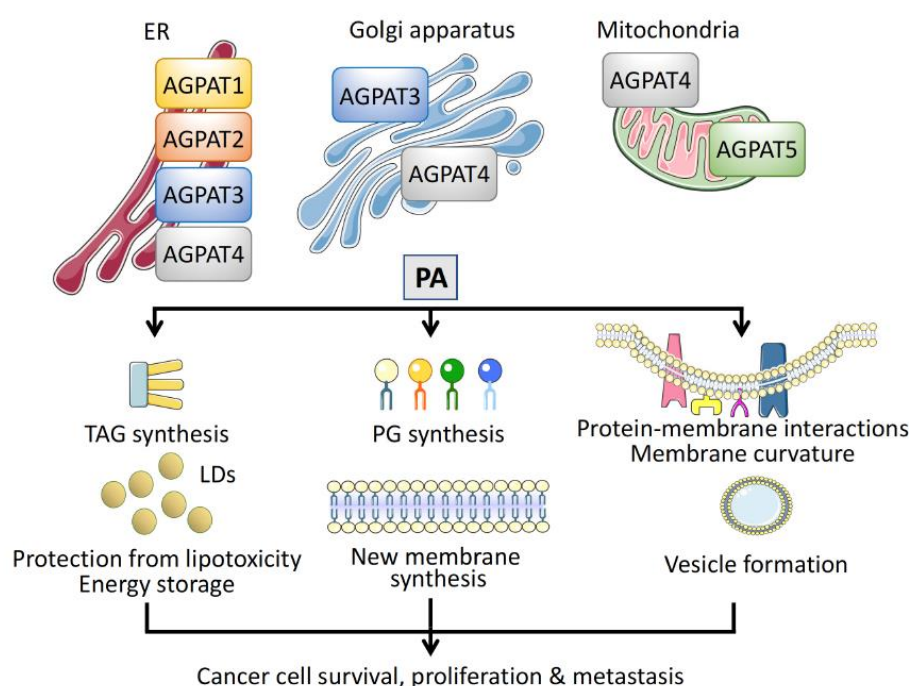 ER
Golgi apparatus
Mitochondria
AGPAT1
AGPAT2
AGPAT3
AGPAT4
AGPAT3
AGPAT4
AGPAT4
AGPAT5
PA
TAG synthesis
LDs
Protection from lipotoxicity
Energy storage
PG synthesis
New membrane
synthesis
Protein-membrane interactions
Membrane curvature
Vesicle formation
Cancer cell survival, proliferation & metastasis